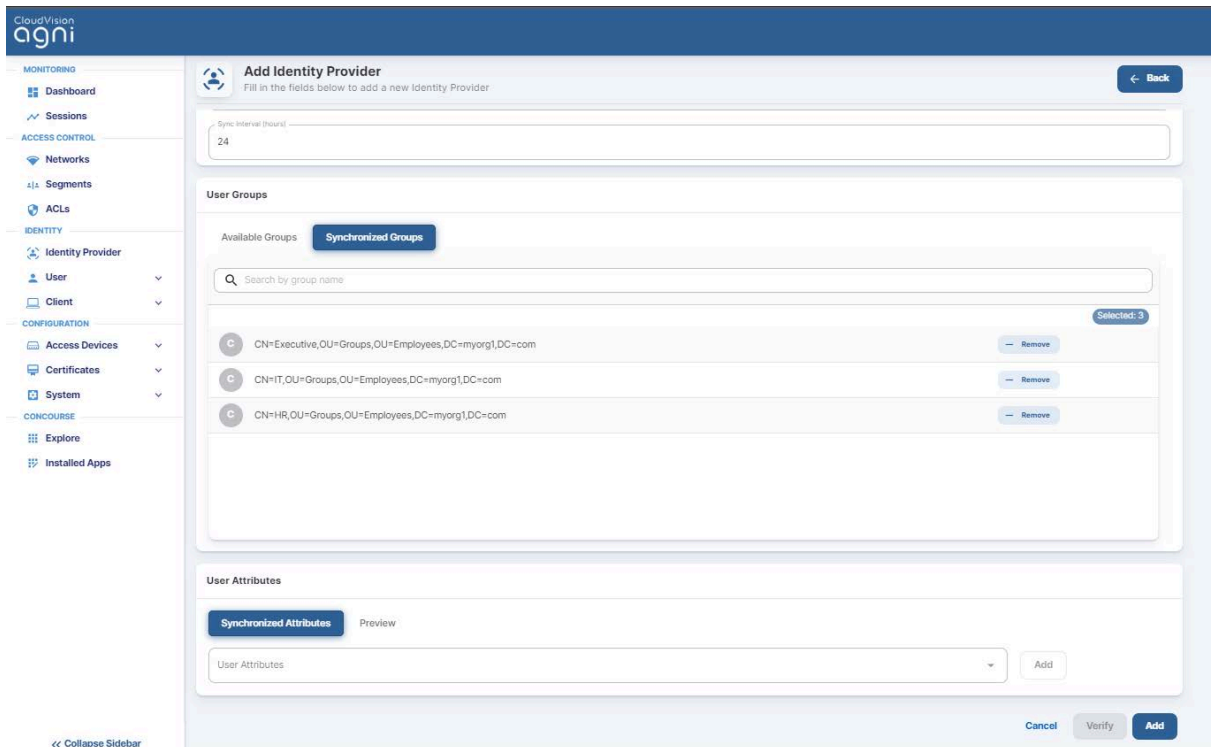 CloudVision
agni
MONITORING
Dashboard
Sessions
ACCESS CONTROL
Networks
Segments
ACLs
IDENTITY
Identity Provider
User
Client
CONFIGURATION
Access Devices
Certificates
System
CONCOURSE
Explore
Installed Apps
<< Collapse Sidebar
Add Identity Provider
Fill in the fields below to add a new Identity Provider
← Back
Sync Interval (hours)
24
User Groups
Available Groups Synchronized Groups
Search by group name
Selected: 3
C CN=Executive,OU=Groups,OU=Employees,DC=myorg1,DC=com — Remove
C CN=IT,OU=Groups,OU=Employees,DC=myorg1,DC=com — Remove
C CN=HR,OU=Groups,OU=Employees,DC=myorg1,DC=com — Remove
User Attributes
Synchronized Attributes Preview
User Attributes Add
Cancel Verify Add